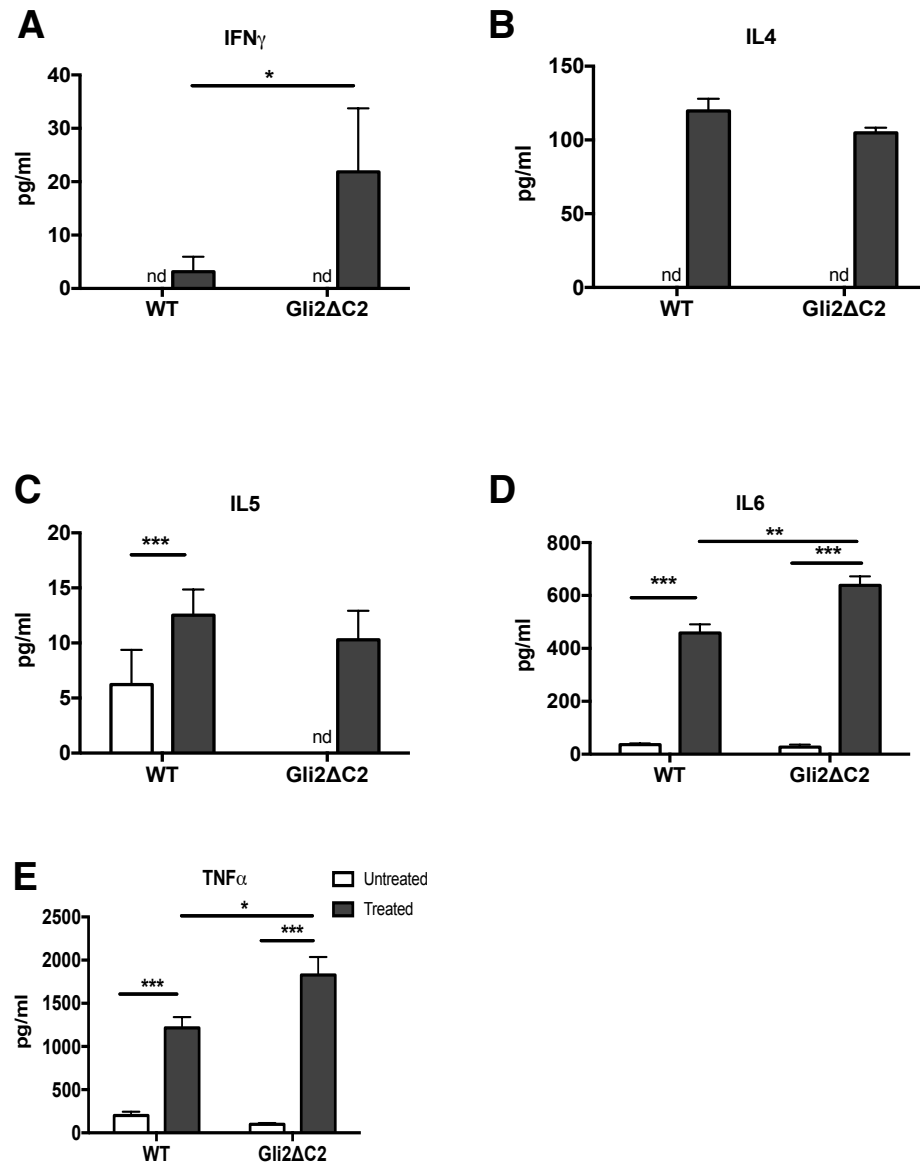 A
IFNγ
*
40
30
20
10
0
pg/ml
nd
nd
WT
Gli2ΔC2
B
IL4
150
100
50
0
pg/ml
nd
nd
WT
Gli2ΔC2
C
IL5
***
20
15
10
5
0
pg/ml
nd
WT
Gli2ΔC2
D
IL6
**
***
***
800
600
400
200
0
pg/ml
WT
Gli2ΔC2
E
TNFα
Untreated
Treated
*
***
***
2500
2000
1500
1000
500
0
pg/ml
WT
Gli2ΔC2